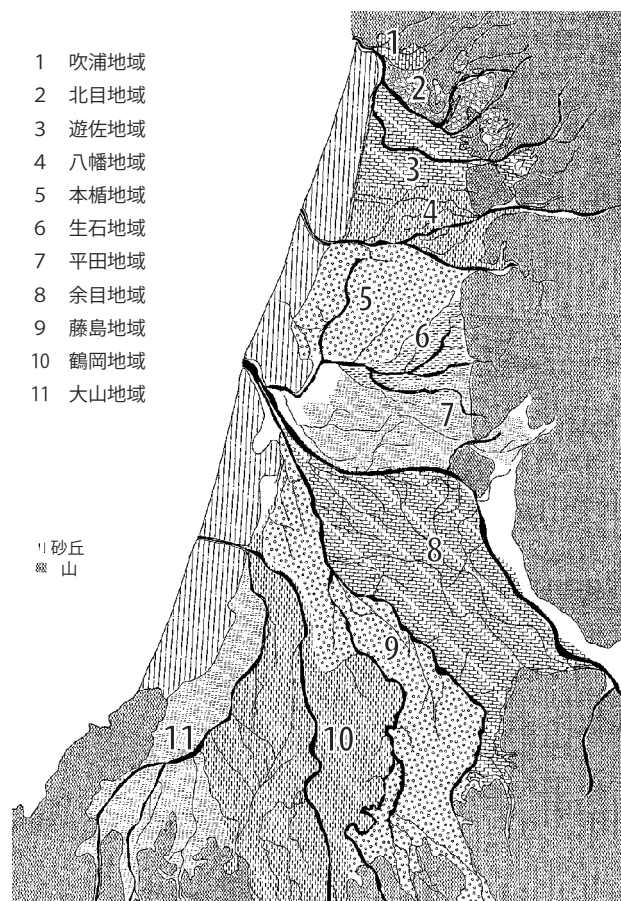 1 吹浦地域
2 北目地域
3 遊佐地域
4 八幡地域
5 本楯地域
6 生石地域
7 平田地域
8 余目地域
9 藤島地域
10 鶴岡地域
11 大山地域
砂丘
山
1
2
3
4
5
6
7
8
9
10
11